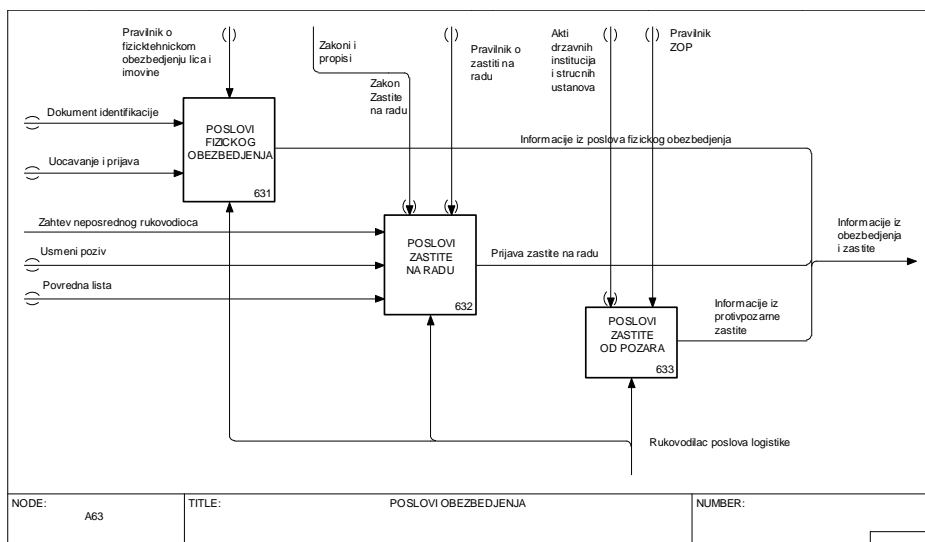 Pravilnik o
fizicktehnickom
obezbedjenju lica i
imovine
Zakoni i
propisi
Zakon
Zastite
na radu
Pravilnik o
zastiti na
radu
Akti
drzavnih
institucija
i strucnih
ustanova
Pravilnik
ZOP
Dokument identifikacije
Uocavanje i prijava
POSLOVI
FIZICKOG
OBEZBEDJENJA
631
Informacije iz poslova fizickog obezbedjenja
Zahtev neposrednog rukovodioca
Usmeni poziv
Povredna lista
POSLOVI
ZASTITE
NA RADU
632
Prijava zastite na radu
Informacije iz
obezbedjenja
i zastite
POSLOVI
ZASTITE
OD POZARA
633
Informacije iz
protivpozarne
zastite
Rukovodilac poslova logistike
NODE:
A63
TITLE:
POSLOVI OBEZBEDJENJA
NUMBER: